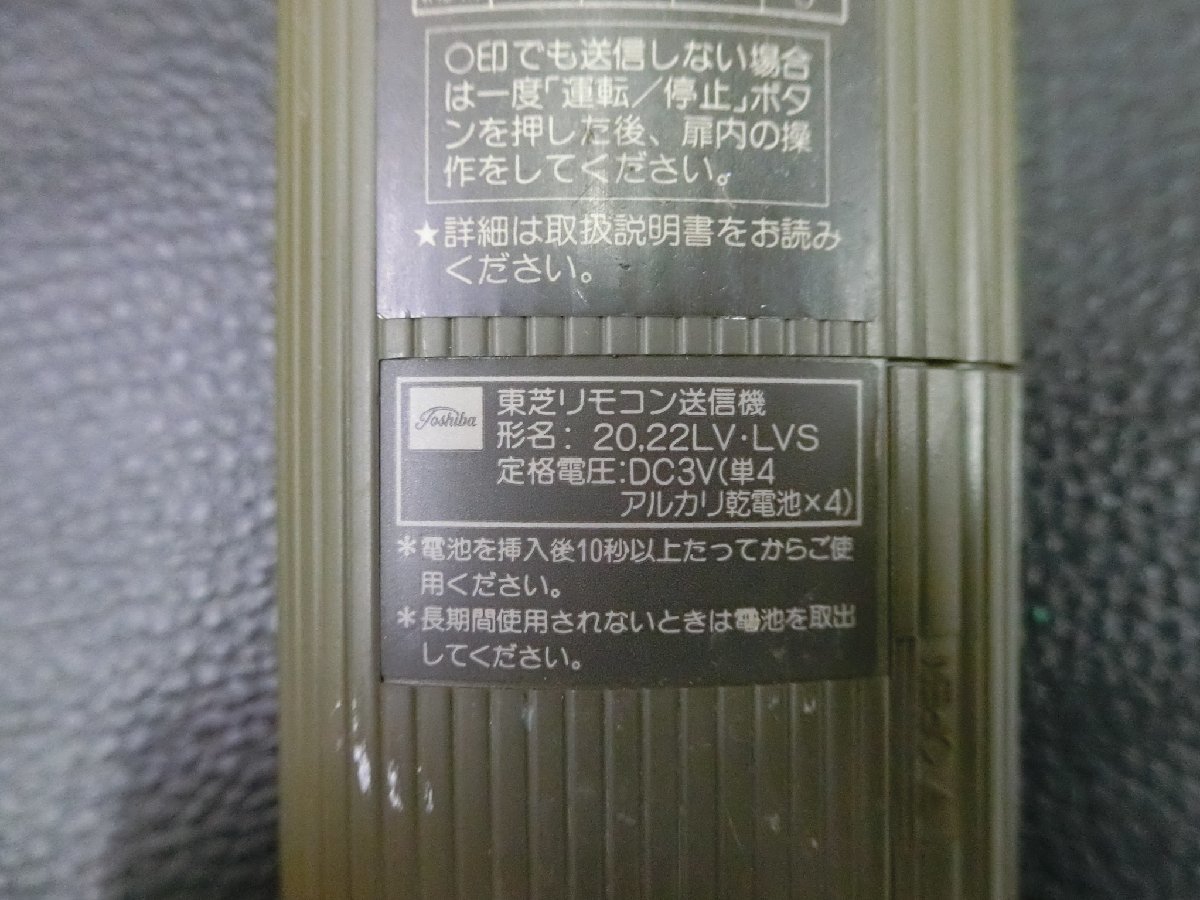 ○印でも送信しない場合
は一度「運転／停止」ボタ
ンを押した後、扉内の操
作をしてください。
★詳細は取扱説明書をお読み
ください。
Toshiba
東芝リモコン送信機
形名: 20,22LV・LVS
定格電圧:DC3V(単4
アルカリ乾電池×4)
＊電池を挿入後10秒以上たってからご使
用ください。
＊長期間使用されないときは電池を取出
してください。
OPEN